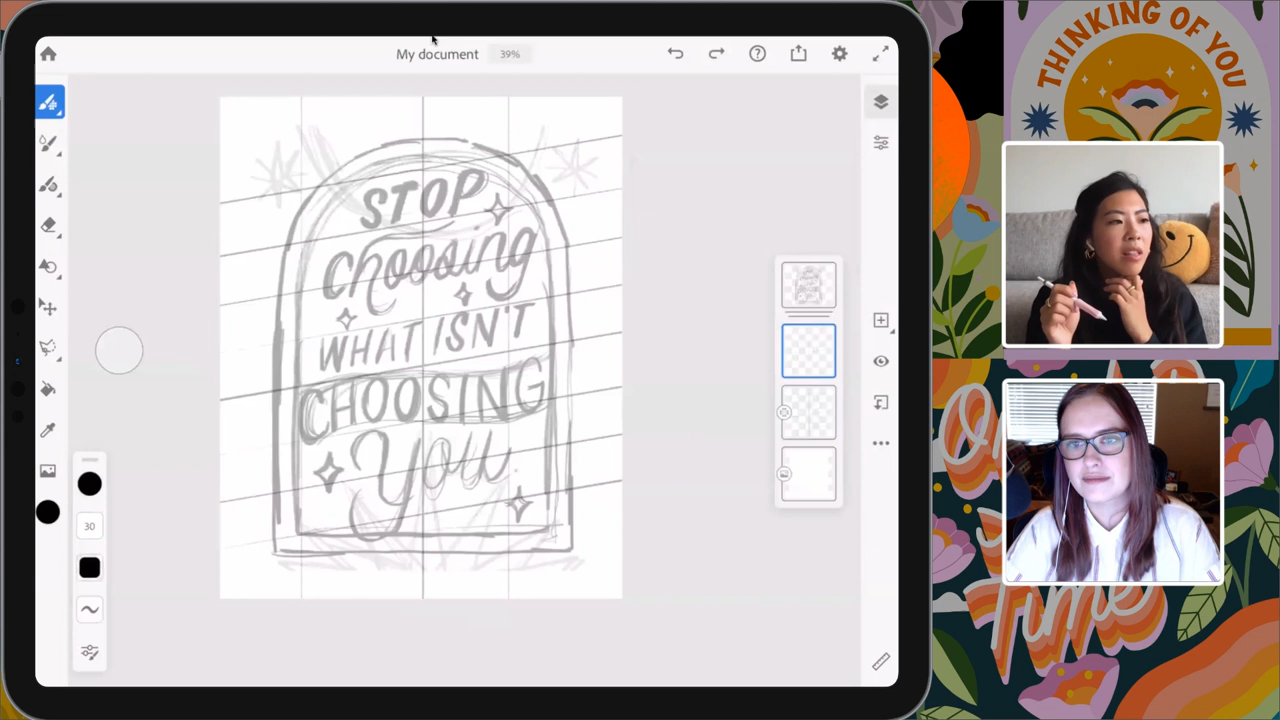 My document
39%
STOP
choosing
WHAT ISN'T
CHOOSING
You
30
THINKING OF YOU
Time